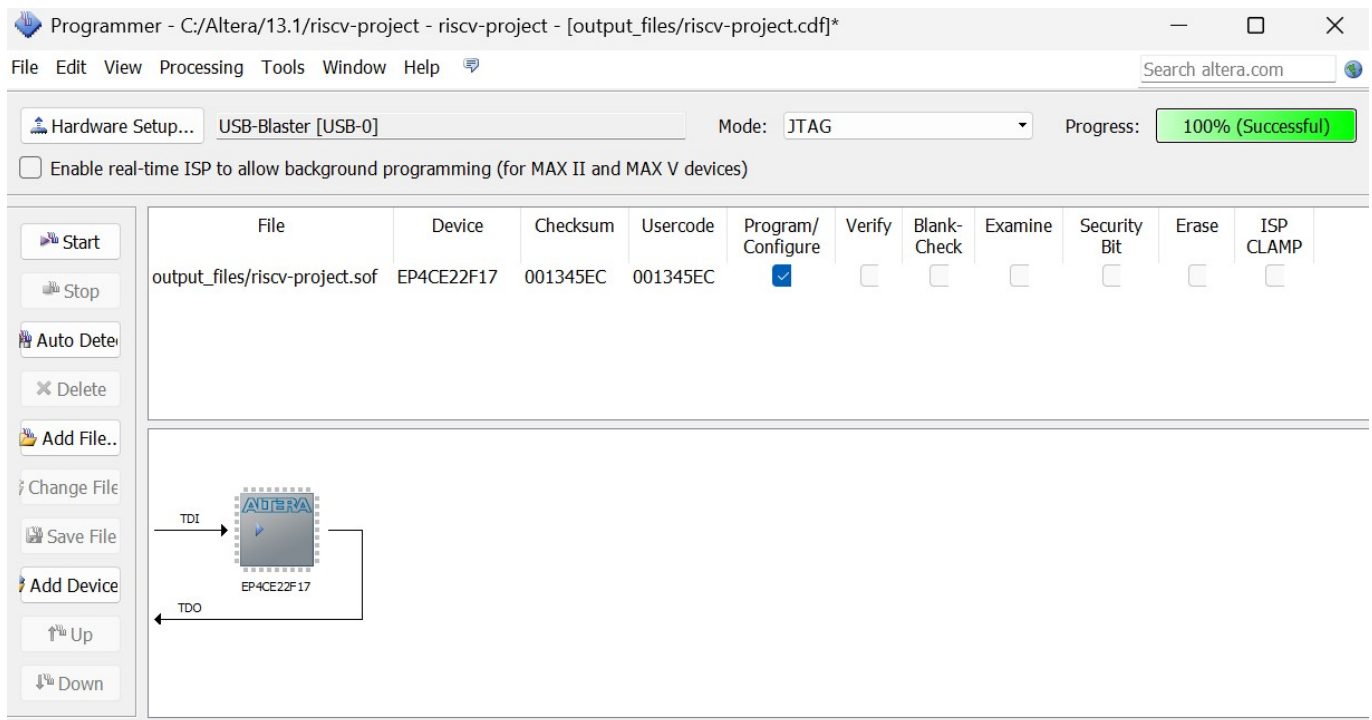 Programmer - C:/Altera/13.1/riscv-project - riscv-project - [output_files/riscv-project.cdf]*
File Edit View Processing Tools Window Help
Search altera.com
Hardware Setup... USB-Blaster [USB-0] Mode: JTAG Progress: 100% (Successful)
Enable real-time ISP to allow background programming (for MAX II and MAX V devices)
File Device Checksum Usercode Program/ Verify Blank- Examine Security Erase ISP
Configure Check Bit CLAMP
output_files/riscv-project.sof EP4CE22F17 001345EC 001345EC
Start
Stop
Auto Dete
Delete
Add File..
Change File
Save File
Add Device
Up
Down
ALTERA
TDI
EP4CE22F17
TDO